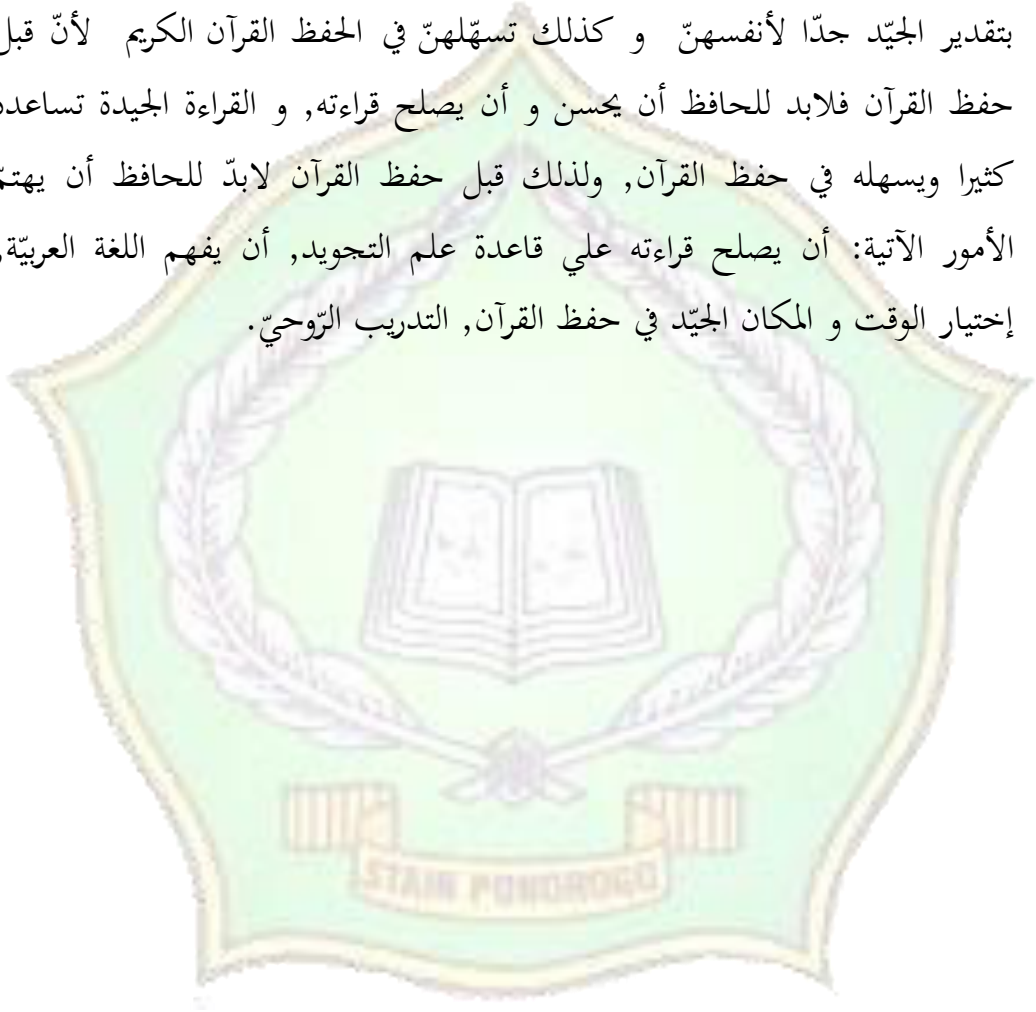 بتقدير الجيّد جدّا لأنفسهنّ و كذلك تسهّلهنّ في الحفظ القرآن الكريم لأنّ قبل
حفظ القرآن فلابد للحافظ أن يحسن و أن يصلح قراءته, و القراءة الجيدة تساعده
كثيرا ويسهله في حفظ القرآن, ولذلك قبل حفظ القرآن لابدّ للحافظ أن يهتمّ
الأمور الآتية: أن يصلح قراءته علي قاعدة علم التجويد, أن يفهم اللغة العربيّة,
إختيار الوقت و المكان الجيّد في حفظ القرآن, التدريب الرّوحيّ.
STAIN PONOROGO